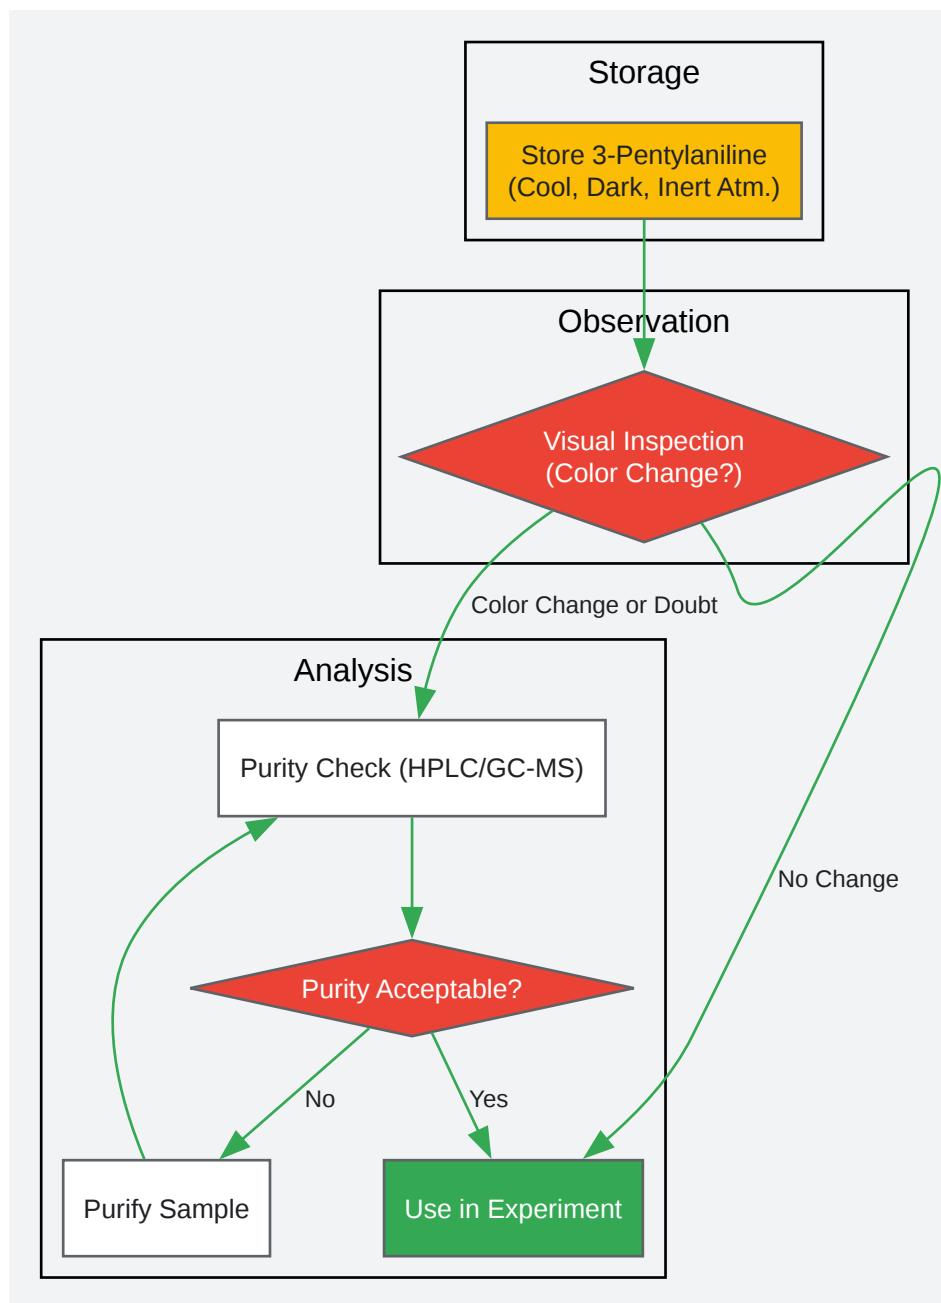 Storage
Store 3-Pentylaniline
(Cool, Dark, Inert Atm.)
Observation
Visual Inspection
(Color Change?)
Color Change or Doubt
Analysis
Purity Check (HPLC/GC-MS)
No Change
Purity Acceptable?
No
Yes
Purify Sample
Use in Experiment